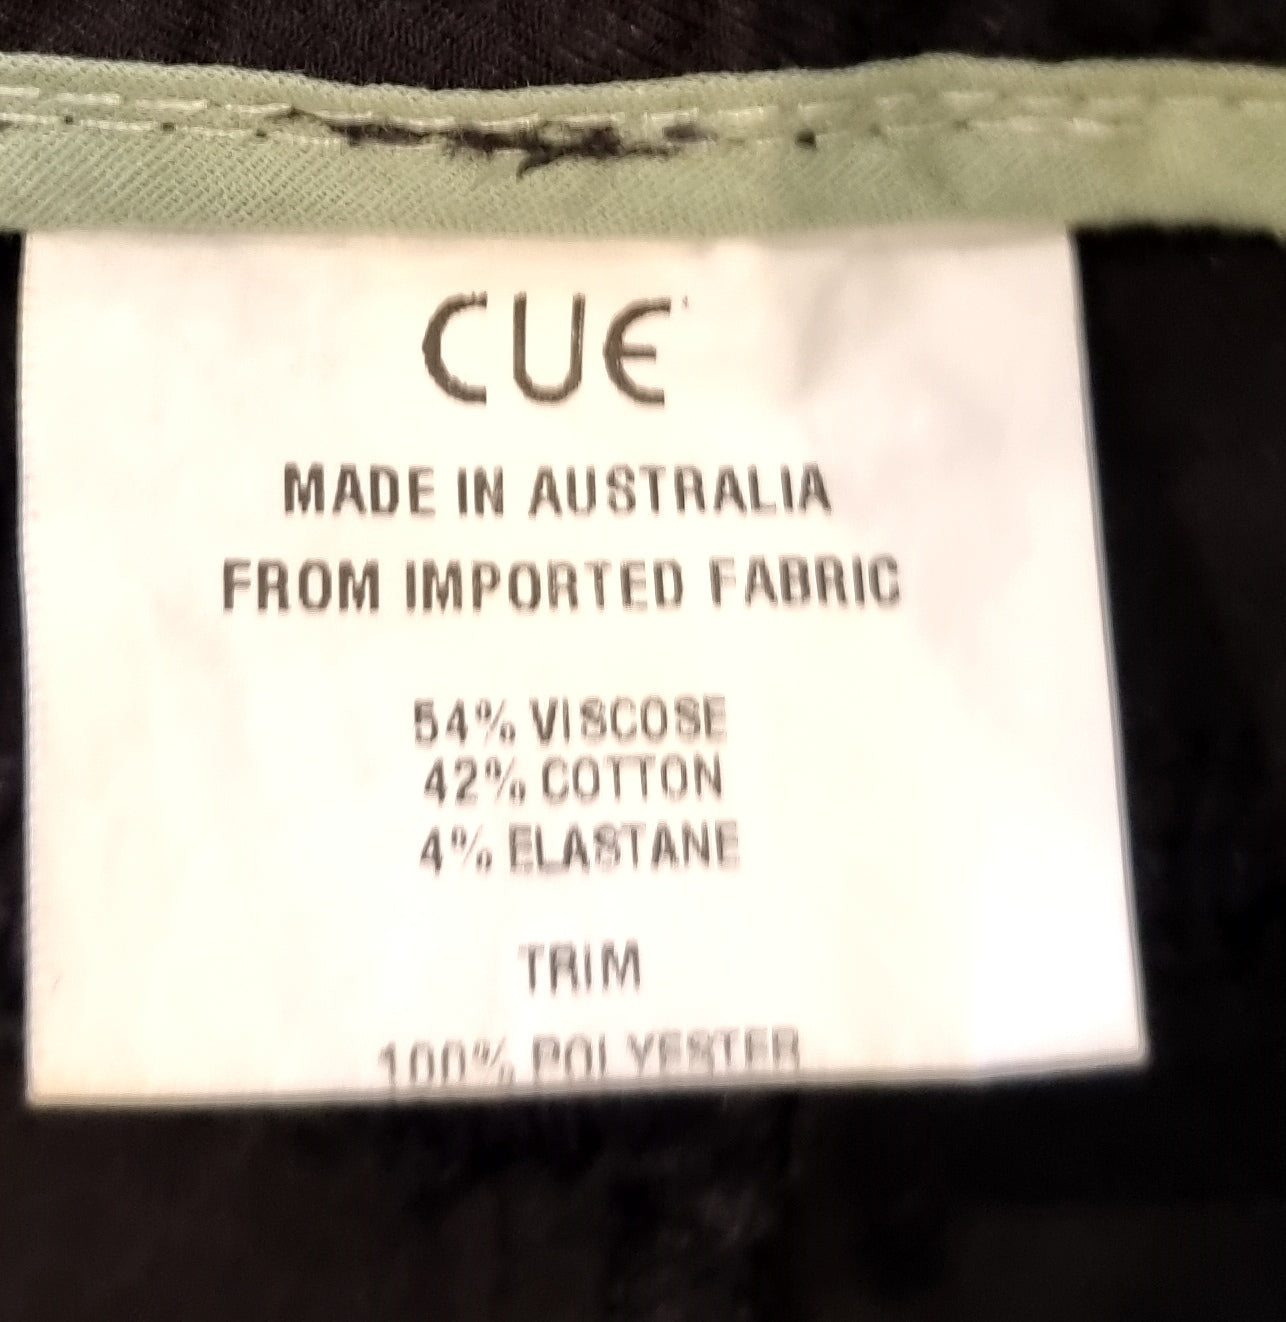 CUE
MADE IN AUSTRALIA
FROM IMPORTED FABRIC
54% VISCOSE
42% COTTON
4% ELASTANE
TRIM
100% POLYESTER